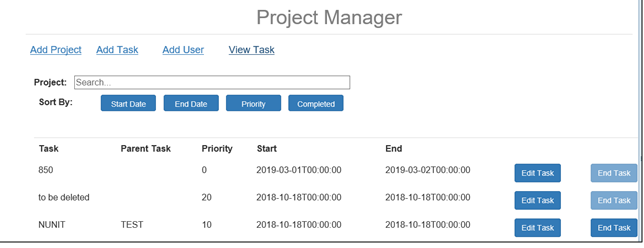 Project Manager
Add Project Add Task Add User View Task
Project: Search...
Sort By: Start Date End Date Priority Completed
Task Parent Task Priority Start End
850 0 2019-03-01T00:00:00 2019-03-02T00:00:00 Edit Task End Task
to be deleted 20 2018-10-18T00:00:00 2018-10-18T00:00:00 Edit Task End Task
NUNIT TEST 10 2018-10-18T00:00:00 2018-10-18T00:00:00 Edit Task End Task